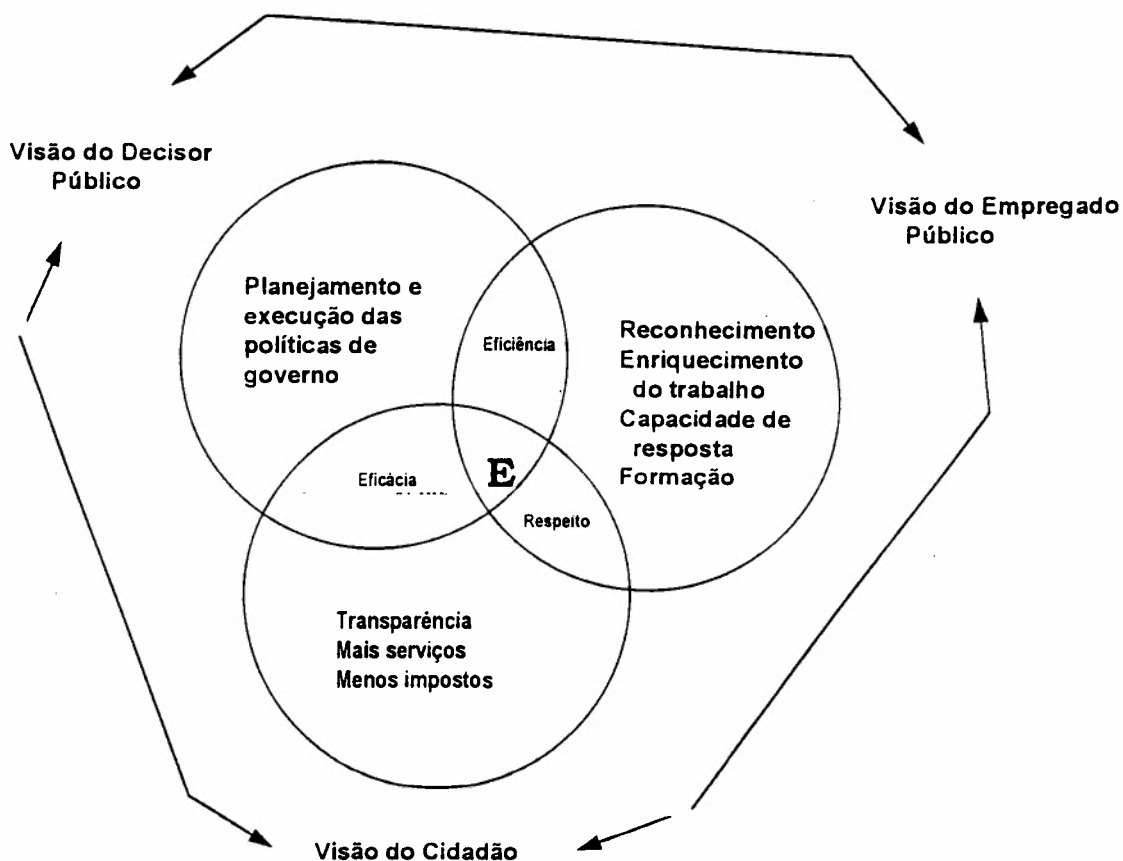 Visão do Decisor
Público
Visão do Empregado
Público
Planejamento e
execução das
políticas de
governo
Eficiência
Reconhecimento
Enriquecimento
do trabalho
Capacidade de
resposta
Formação
Eficácia
E
Respeito
Transparência
Mais serviços
Menos impostos
Visão do Cidadão